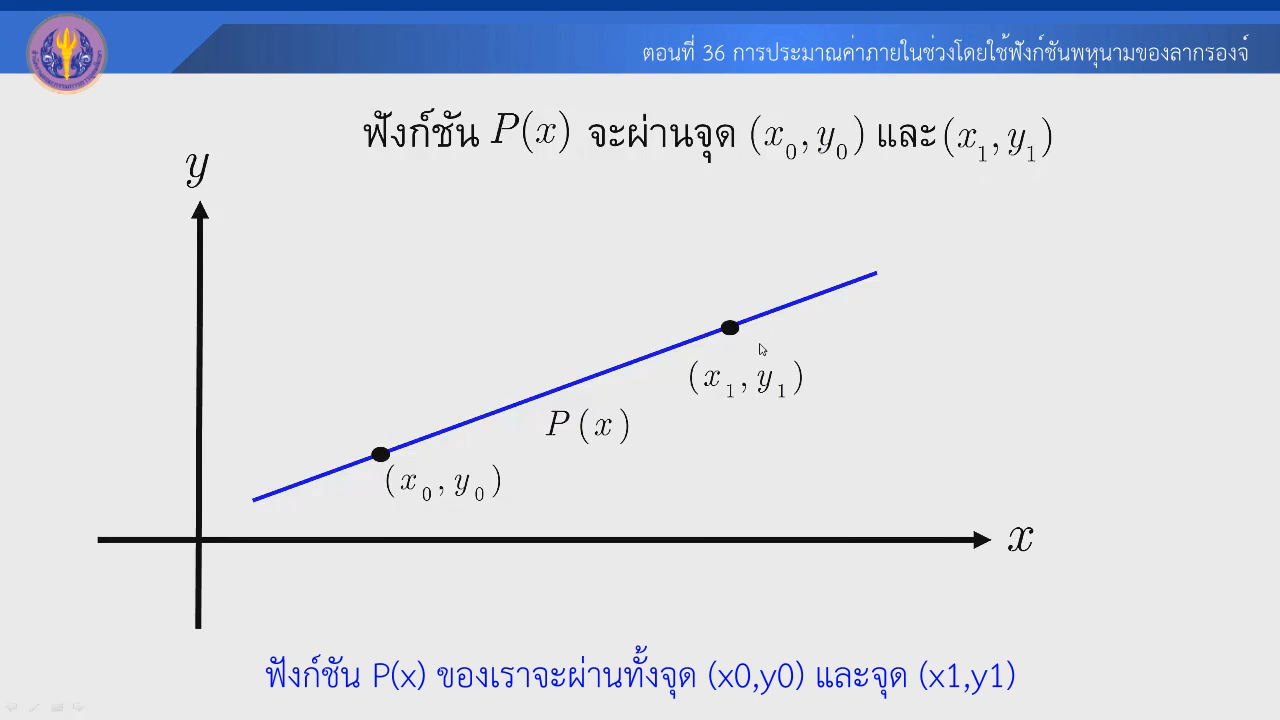 ตอนที่ 36 การประมาณค่าภายในช่วงโดยใช้ฟังก์ชันพหุนามของลากรองจ์
ฟังก์ชัน P(x) จะผ่านจุด (x₀, y₀) และ (x₁, y₁)
y
(x₁, y₁)
P(x)
(x₀, y₀)
x
ฟังก์ชัน P(x) ของเราจะผ่านทั้งจุด (x0,y0) และจุด (x1,y1)